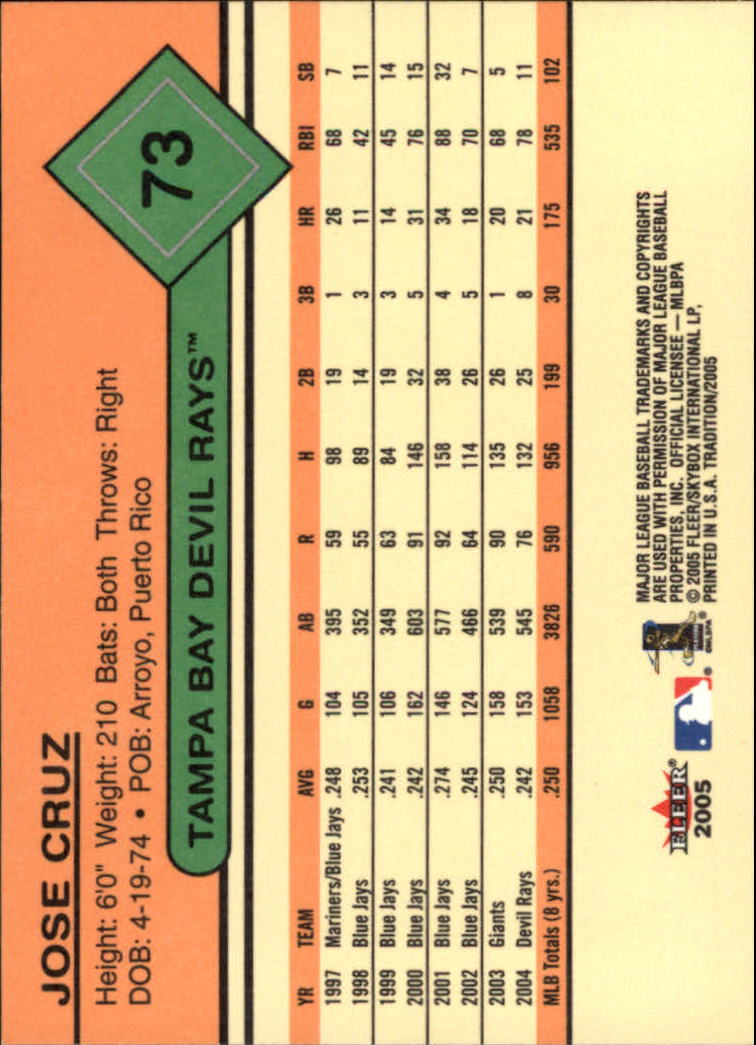 JOSE CRUZ
73
Height: 6'0" Weight: 210 Bats: Both Throws: Right
DOB: 4-19-74 • POB: Arroyo, Puerto Rico
TAMPA BAY DEVIL RAYS™
YR TEAM AVG G AB R H 2B 3B HR RBI SB
1997 Mariners/Blue Jays .248 104 395 59 98 19 1 26 68 7
1998 Blue Jays .253 105 352 55 89 14 3 11 42 11
1999 Blue Jays .241 106 349 63 84 19 3 14 45 14
2000 Blue Jays .242 162 603 91 146 32 5 31 76 15
2001 Blue Jays .274 146 577 92 158 38 4 34 88 32
2002 Blue Jays .245 124 466 64 114 26 5 18 70 7
2003 Giants .250 158 539 90 135 26 1 20 68 5
2004 Devil Rays .242 153 545 76 132 25 8 21 78 11
MLB Totals (8 yrs.) .250 1058 3826 590 956 199 30 175 535 102
FLEER®
2005
®
®
©MLBPA
MAJOR LEAGUE BASEBALL TRADEMARKS AND COPYRIGHTS
ARE USED WITH PERMISSION OF MAJOR LEAGUE BASEBALL
PROPERTIES, INC. OFFICIAL LICENSEE — MLBPA
© 2005 FLEER/SKYBOX INTERNATIONAL LP,
PRINTED IN U.S.A. TRADITION/2005